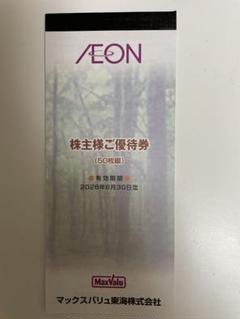 ÆON
株主様ご優待券
(50枚綴)
●有効期限●
2026年6月30日迄
MaxValu
マックスバリュ東海株式会社